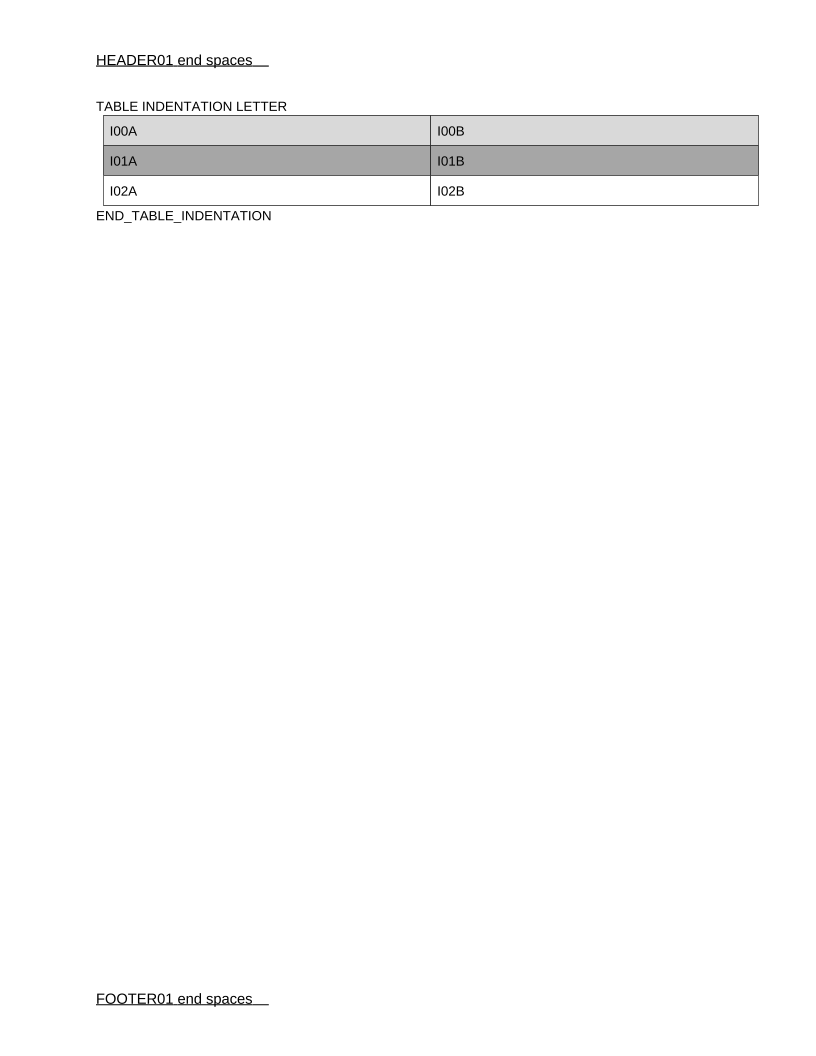 HEADER01 end spaces
TABLE INDENTATION LETTER
I00A I00B
I01A I01B
I02A I02B
END_TABLE_INDENTATION
FOOTER01 end spaces